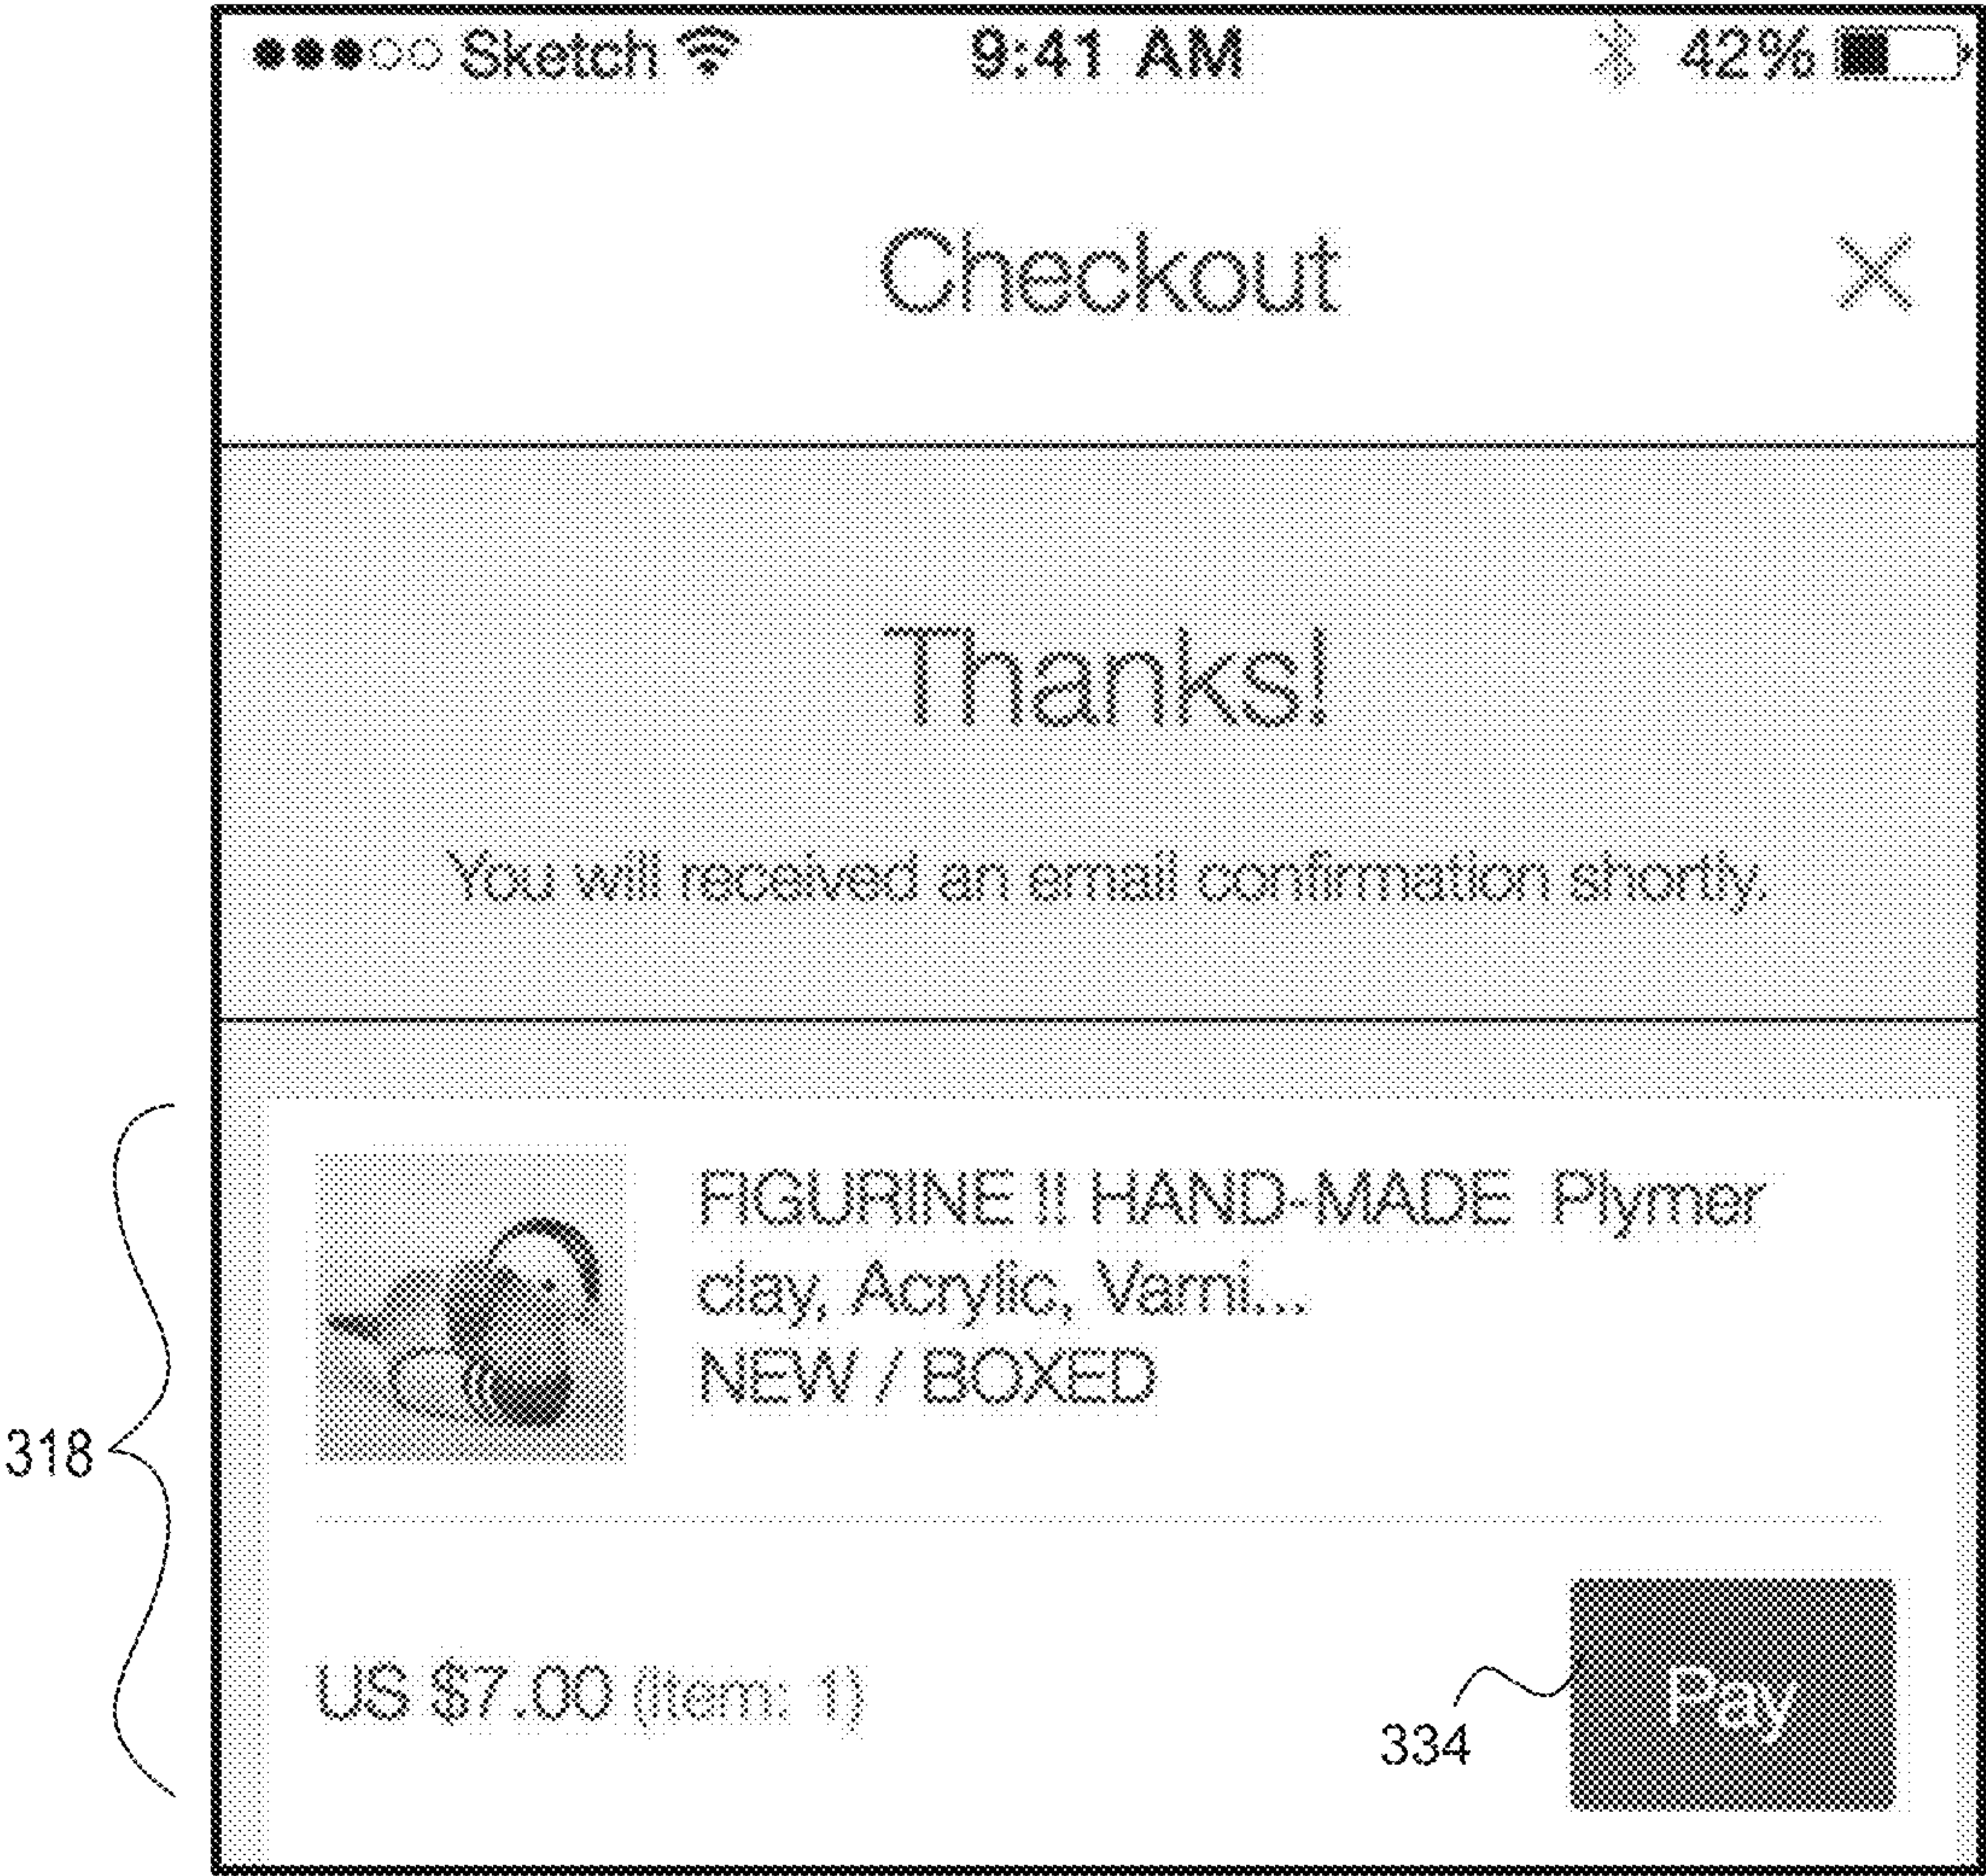 Sketch 9:41 AM 42%
Checkout
Thanks!
You will received an email confirmation shortly.
FIGURINE !! HAND-MADE Plymer
clay, Acrylic, Varni...
NEW / BOXED
318
US $7.00 (item: 1)
Pay
334